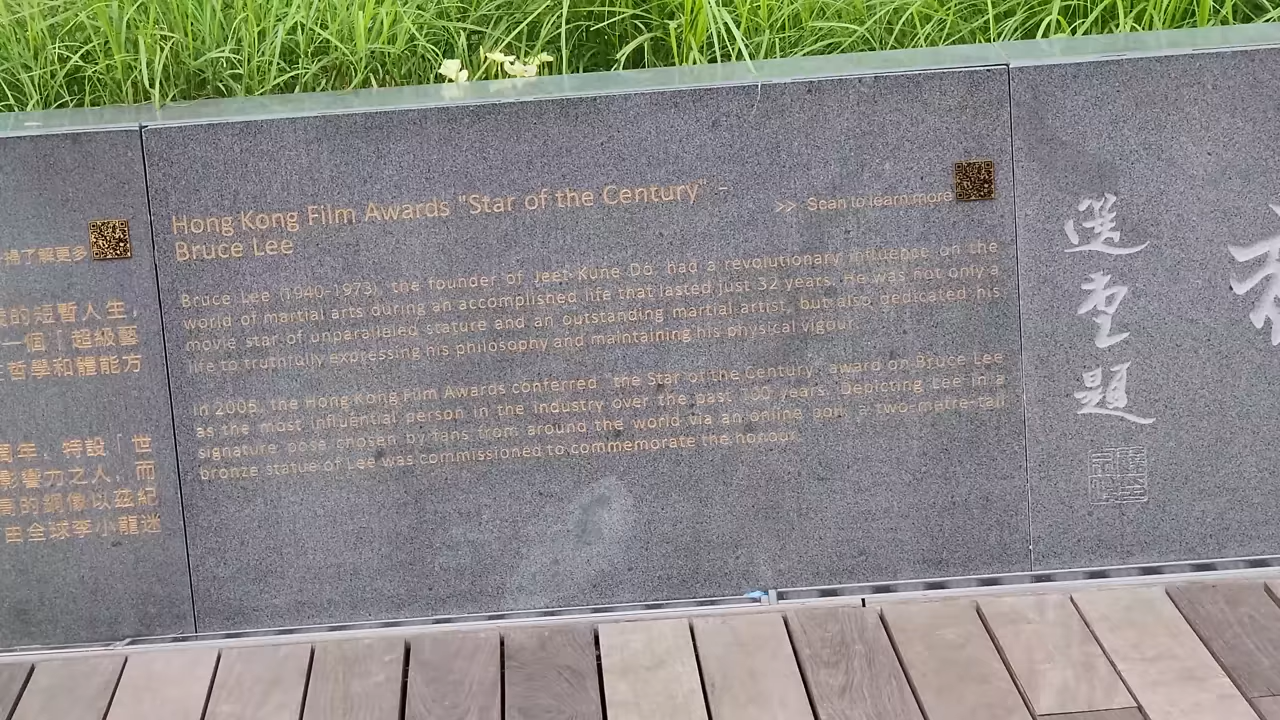 掃了解更多
的短暫人生,
一個「超級藝
哲學和體能方
周年,特設「世
影響力之人,而
高的銅像以茲紀
由全球李小龍迷
Hong Kong Film Awards "Star of the Century" -
Bruce Lee
>> Scan to learn more
Bruce Lee (1940-1973), the founder of Jeet Kune Do, had a revolutionary influence on the
world of martial arts during an accomplished life that lasted just 32 years. He was not only a
movie star of unparalleled stature and an outstanding martial artist, but also dedicated his
life to truthfully expressing his philosophy and maintaining his physical vigour.
In 2005, the Hong Kong Film Awards conferred "the Star of the Century" award on Bruce Lee
as the most influential person in the industry over the past 100 years. Depicting Lee in a
signature pose chosen by fans from around the world via an online poll, a two-metre-tall
bronze statue of Lee was commissioned to commemorate the honour.
選
堂
題